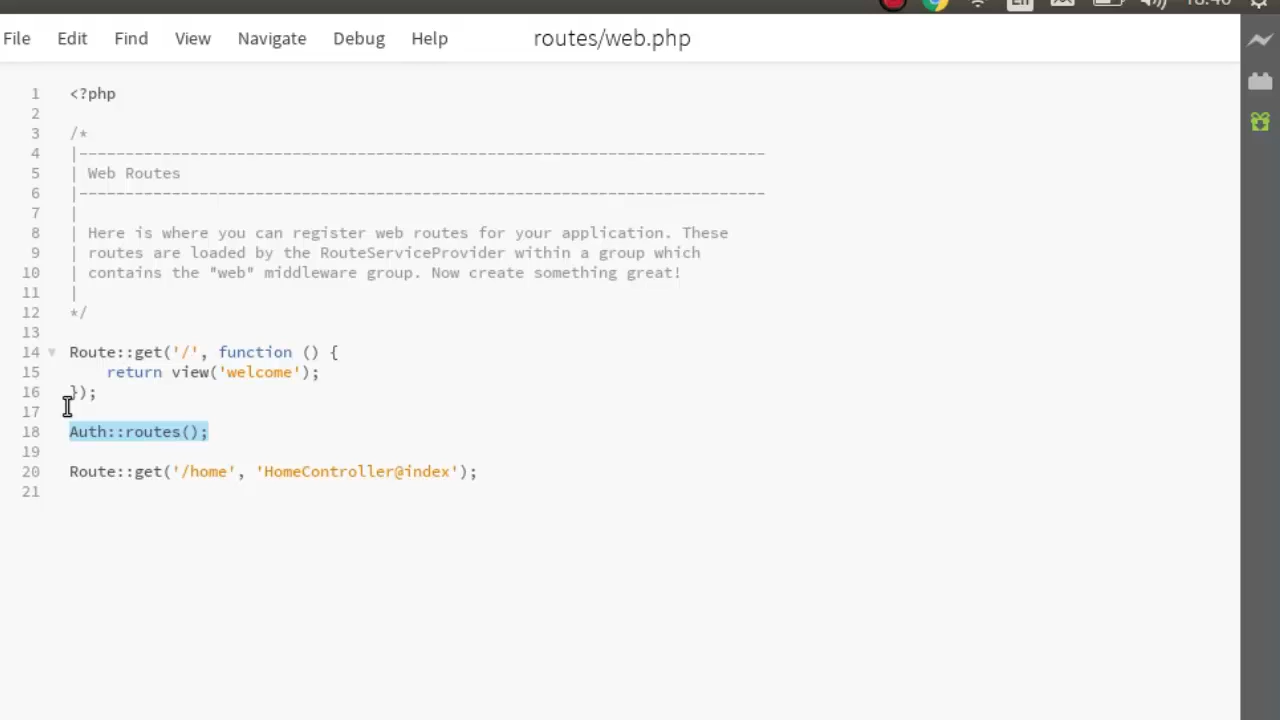 File Edit Find View Navigate Debug Help routes/web.php
1 <?php
2
3 /*
4 |--------------------------------------------------------------------------
5 | Web Routes
6 |--------------------------------------------------------------------------
7 |
8 | Here is where you can register web routes for your application. These
9 | routes are loaded by the RouteServiceProvider within a group which
10 | contains the "web" middleware group. Now create something great!
11 |
12 */
13
14 Route::get('/', function () {
15     return view('welcome');
16 });
17
18 Auth::routes();
19
20 Route::get('/home', 'HomeController@index');
21